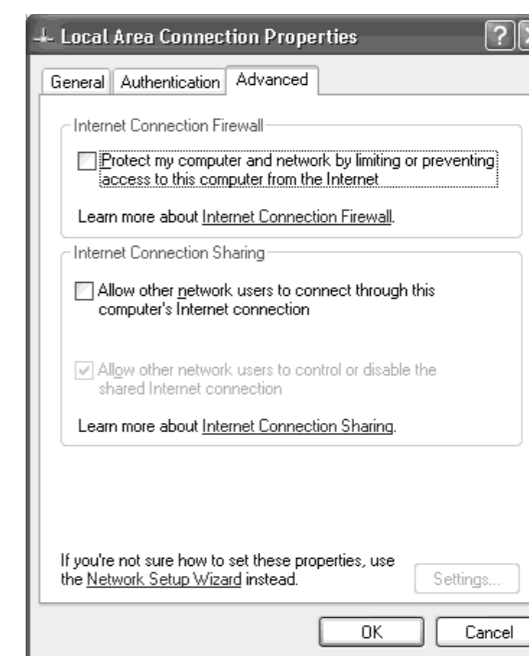 Local Area Connection Properties
General Authentication Advanced
Internet Connection Firewall
Protect my computer and network by limiting or preventing
access to this computer from the Internet
Learn more about Internet Connection Firewall.
Internet Connection Sharing
Allow other network users to connect through this
computer's Internet connection
Allow other network users to control or disable the
shared Internet connection
Learn more about Internet Connection Sharing.
If you're not sure how to set these properties, use
the Network Setup Wizard instead.
Settings...
OK Cancel